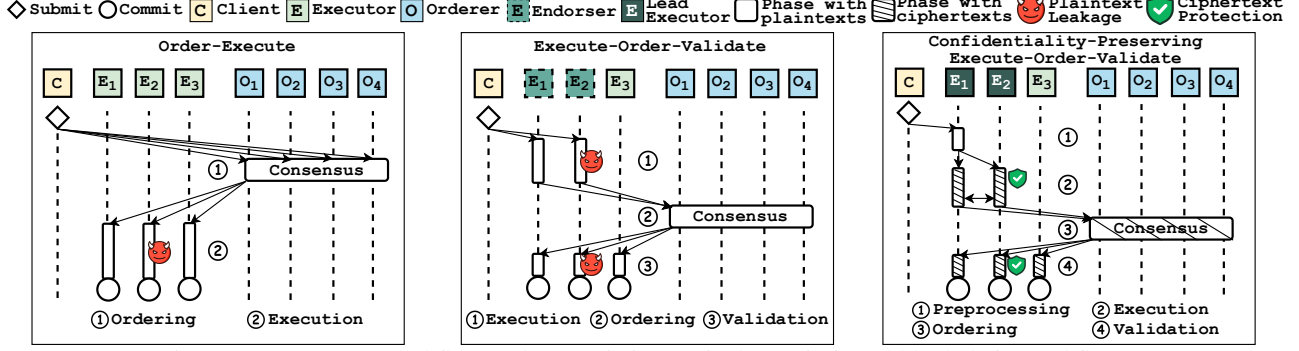 Submit Commit C Client E Executor O Orderer E Endorser E Lead Executor Phase with plaintexts Phase with ciphertexts Plaintext Leakage Ciphertext Protection
Order-Execute
C E1 E2 E3 O1 O2 O3 O4
① Consensus
②
①Ordering ②Execution
Execute-Order-Validate
C E1 E2 E3 O1 O2 O3 O4
①
② Consensus
③
①Execution ②Ordering ③Validation
Confidentiality-Preserving
Execute-Order-Validate
C E1 E2 E3 O1 O2 O3 O4
①
②
③ Consensus
④
①Preprocessing ②Execution
③Ordering ④Validation